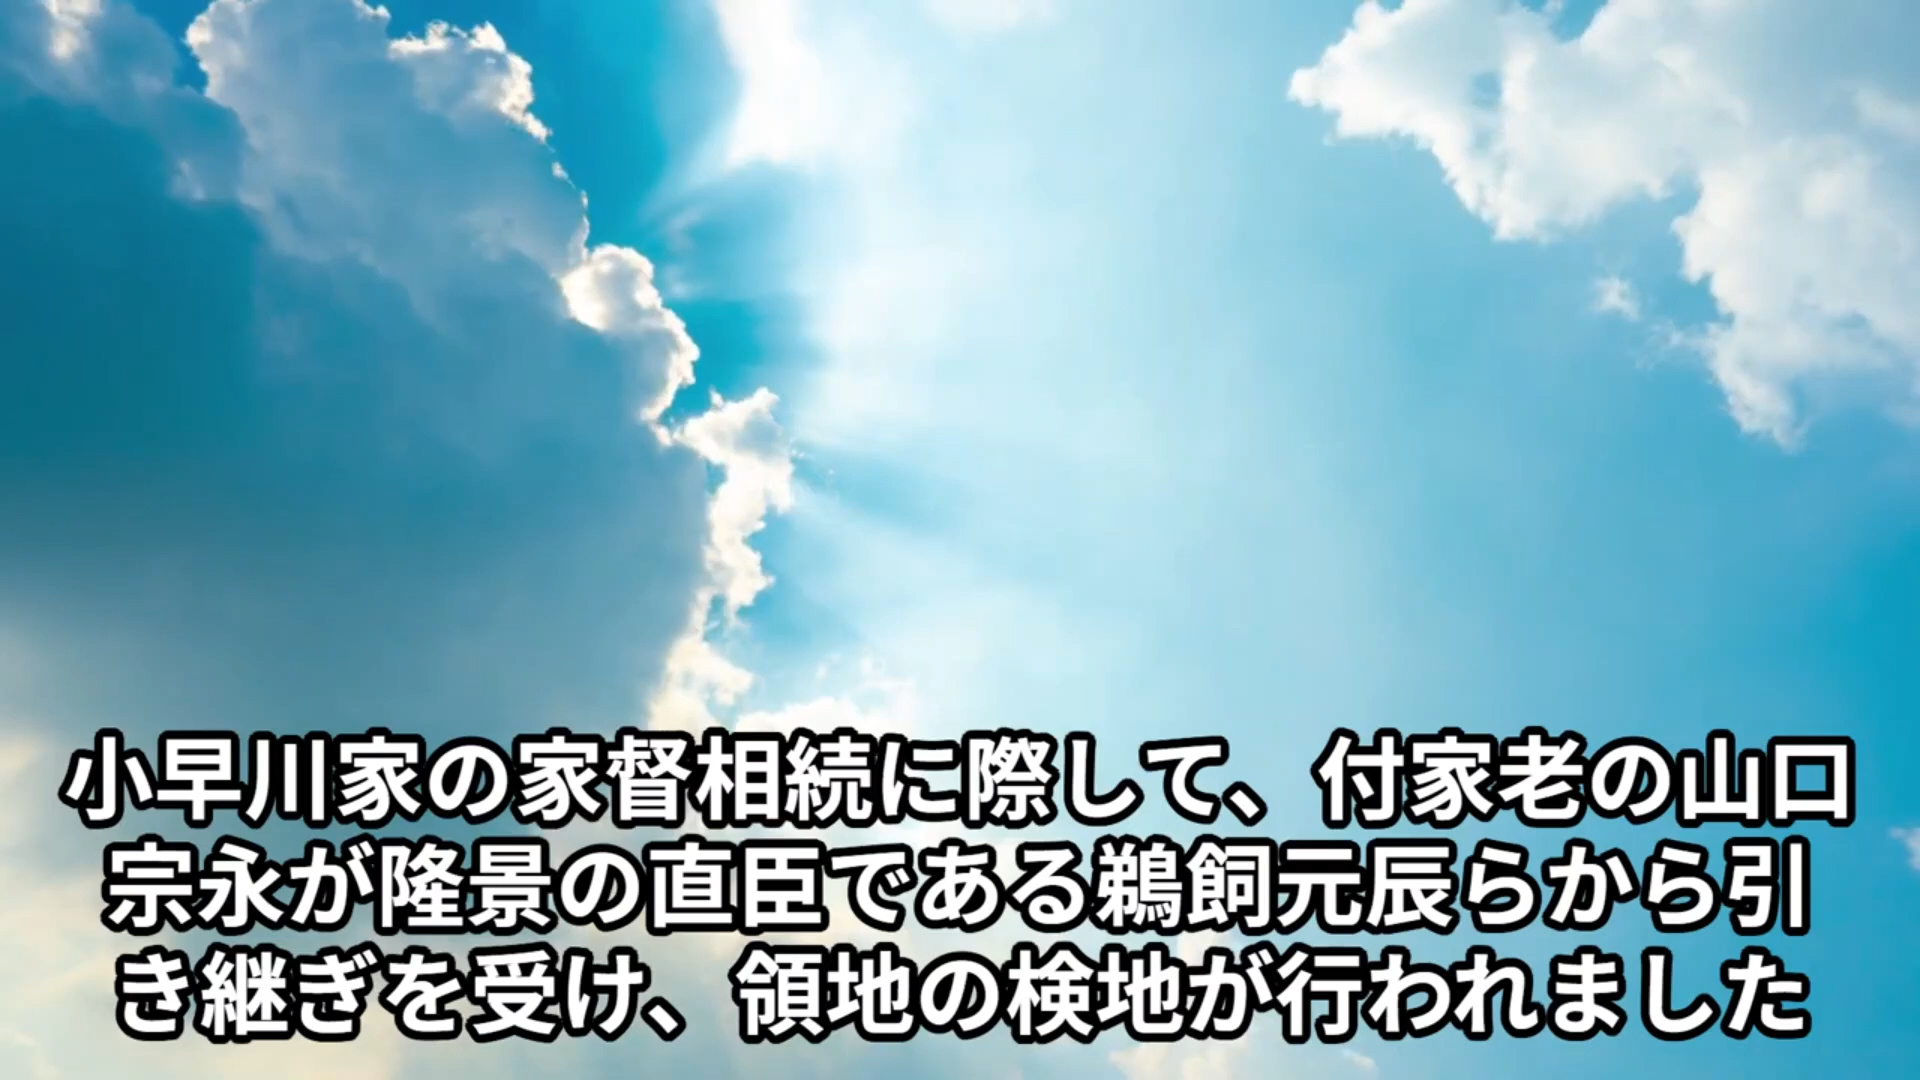 小早川家の家督相続に際して、付家老の山口
宗永が隆景の直臣である鵜飼元辰らから引
き継ぎを受け、領地の検地が行われました